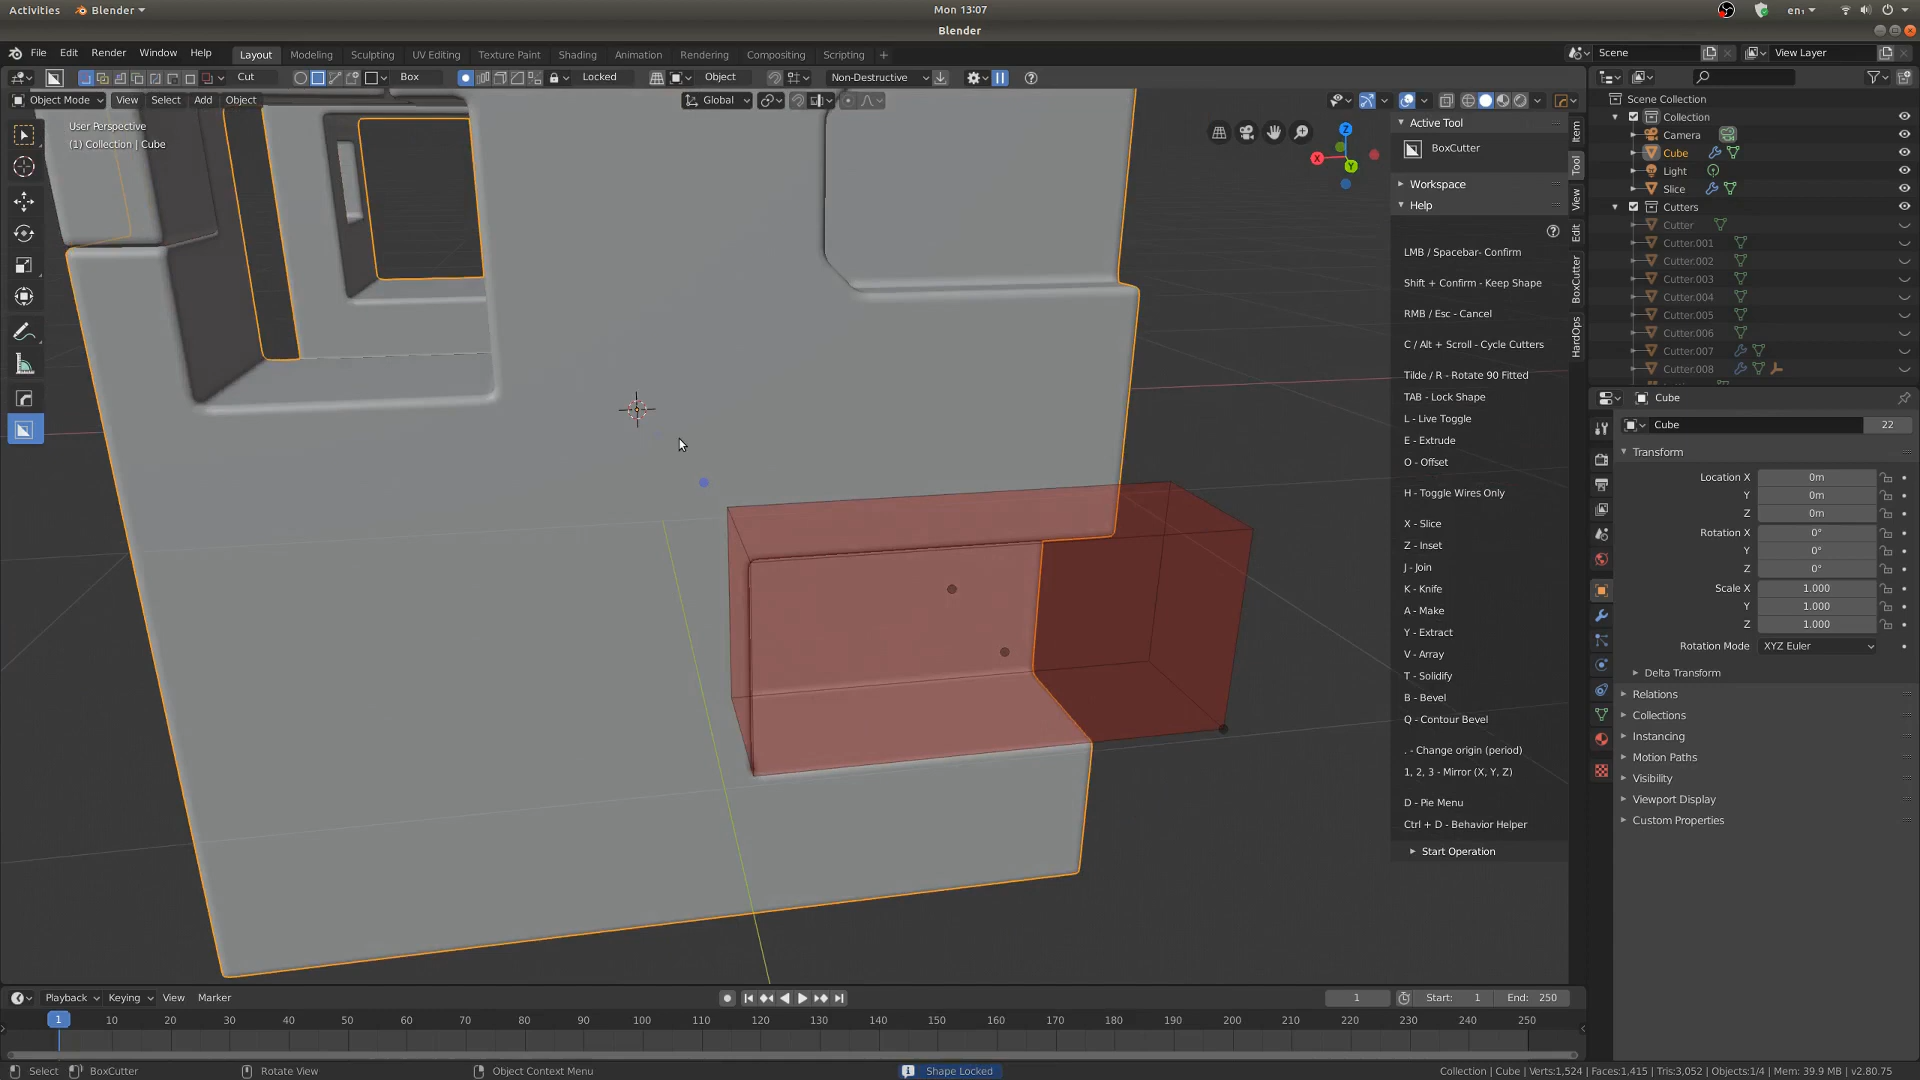 Activities Blender Mon 13:07 en₁
Blender
File Edit Render Window Help Layout Modeling Sculpting UV Editing Texture Paint Shading Animation Rendering Compositing Scripting + Scene View Layer
Cut Box Locked Object Non-Destructive
Object Mode View Select Add Object Global
User Perspective
(1) Collection | Cube
X
Y
Z
Active Tool
BoxCutter
Workspace
Help
LMB / Spacebar- Confirm
Shift + Confirm - Keep Shape
RMB / Esc - Cancel
C / Alt + Scroll - Cycle Cutters
Tilde / R - Rotate 90 Fitted
TAB - Lock Shape
L - Live Toggle
E - Extrude
O - Offset
H - Toggle Wires Only
X - Slice
Z - Inset
J - Join
K - Knife
A - Make
Y - Extract
V - Array
T - Solidify
B - Bevel
Q - Contour Bevel
. - Change origin (period)
1, 2, 3 - Mirror (X, Y, Z)
D - Pie Menu
Ctrl + D - Behavior Helper
Start Operation
Item
Tool
View
Edit
BoxCutter
HardOps
Scene Collection
Collection
Camera
Cube
Light
Slice
Cutters
Cutter
Cutter.001
Cutter.002
Cutter.003
Cutter.004
Cutter.005
Cutter.006
Cutter.007
Cutter.008
Cube
Cube 22
Transform
Location X 0m
Y 0m
Z 0m
Rotation X 0°
Y 0°
Z 0°
Scale X 1.000
Y 1.000
Z 1.000
Rotation Mode XYZ Euler
Delta Transform
Relations
Collections
Instancing
Motion Paths
Visibility
Viewport Display
Custom Properties
Playback Keying View Marker 1 Start: 1 End: 250
1 10 20 30 40 50 60 70 80 90 100 110 120 130 140 150 160 170 180 190 200 210 220 230 240 250
Select BoxCutter Rotate View Object Context Menu Shape Locked Collection | Cube | Verts:1,524 | Faces:1,415 | Tris:3,052 | Objects:1/4 | Mem: 39.9 MB | v2.80.75